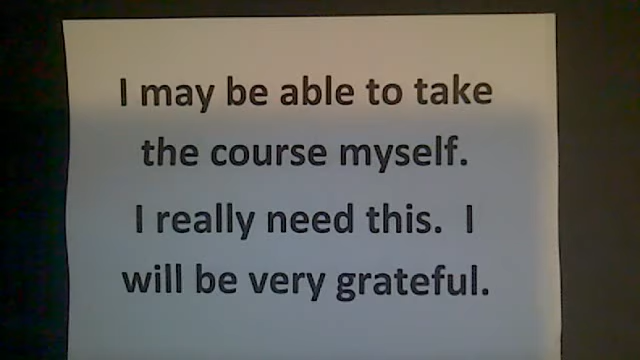 I may be able to take
the course myself.
I really need this.  I
will be very grateful.